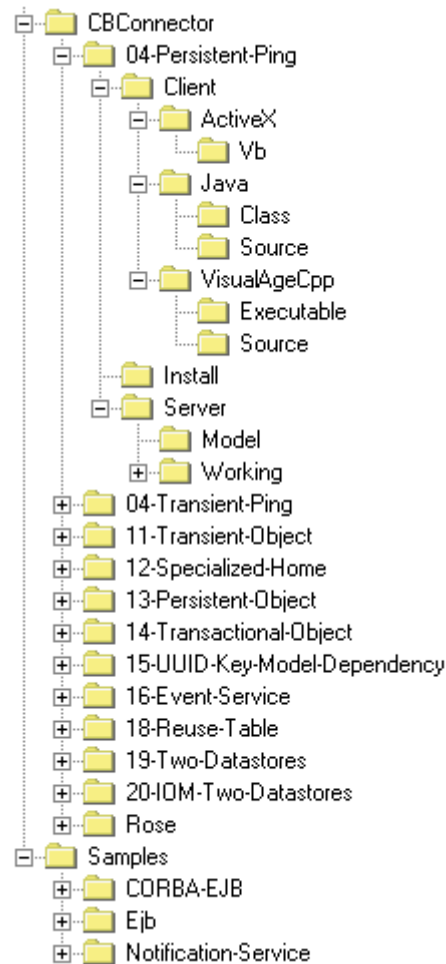 CBConnector
04-Persistent-Ping
Client
ActiveX
Vb
Java
Class
Source
VisualAgeCpp
Executable
Source
Install
Server
Model
Working
04-Transient-Ping
11-Transient-Object
12-Specialized-Home
13-Persistent-Object
14-Transactional-Object
15-UUID-Key-Model-Dependency
16-Event-Service
18-Reuse-Table
19-Two-Datastores
20-IOM-Two-Datastores
Rose
Samples
CORBA-EJB
Ejb
Notification-Service